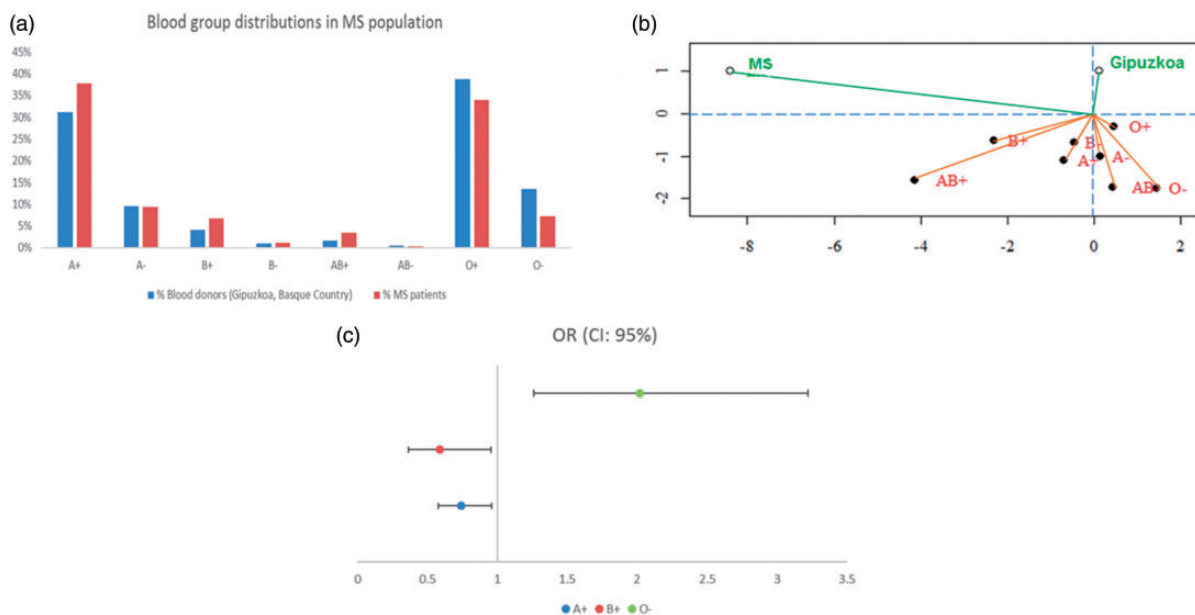 (a)
Blood group distributions in MS population
45%
40%
35%
30%
25%
20%
15%
10%
5%
0%
A+ A- B+ B- AB+ AB- O+ O-
% Blood donors (Gipuzkoa, Basque Country) % MS patients
(b)
1
0
-1
-2
MS
Gipuzkoa
O+
B+
B-
A+
A-
AB+
AB-
O-
-8 -6 -4 -2 0 2
(c)
OR (CI: 95%)
0 0.5 1 1.5 2 2.5 3 3.5
A+ B+ O-